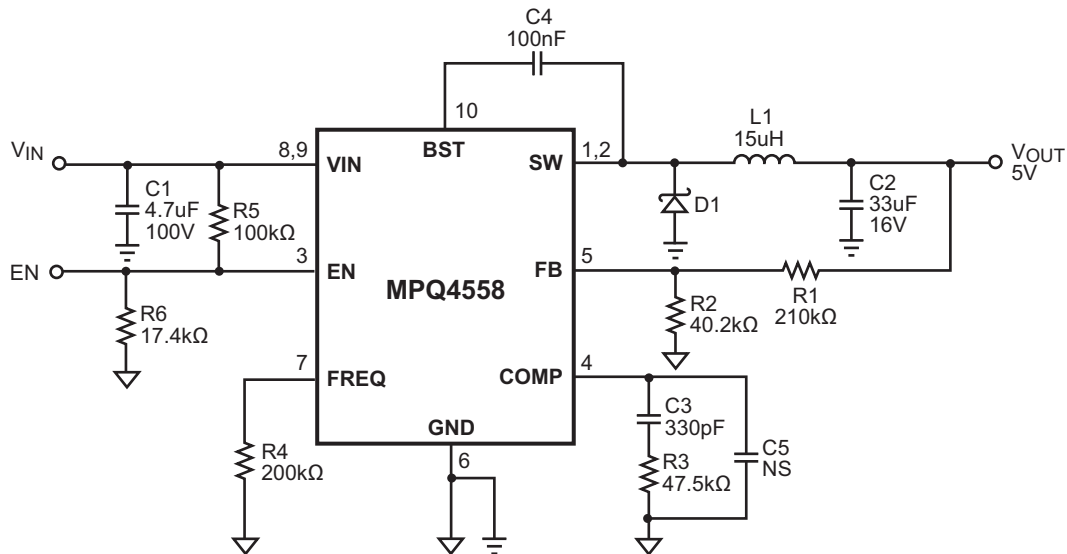 C4
100nF
10
L1
15uH
VIN
8,9
VIN
BST
SW
1,2
VOUT
5V
C1
4.7uF
100V
R5
100kΩ
D1
C2
33uF
16V
EN
3
EN
MPQ4558
FB
5
R1
210kΩ
R2
40.2kΩ
R6
17.4kΩ
7
FREQ
COMP
4
GND
6
R4
200kΩ
C3
330pF
R3
47.5kΩ
C5
NS